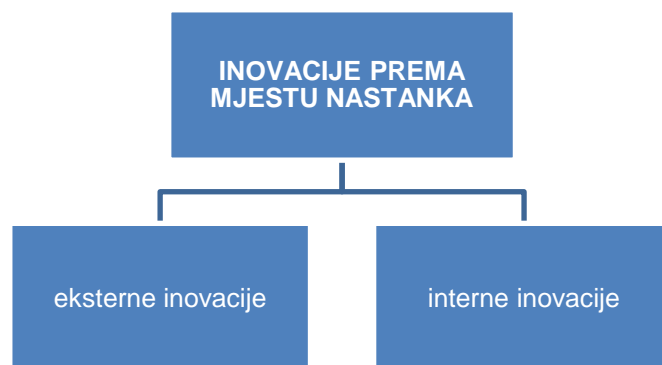 INOVACIJE PREMA
MJESTU NASTANKA
eksterne inovacije
interne inovacije